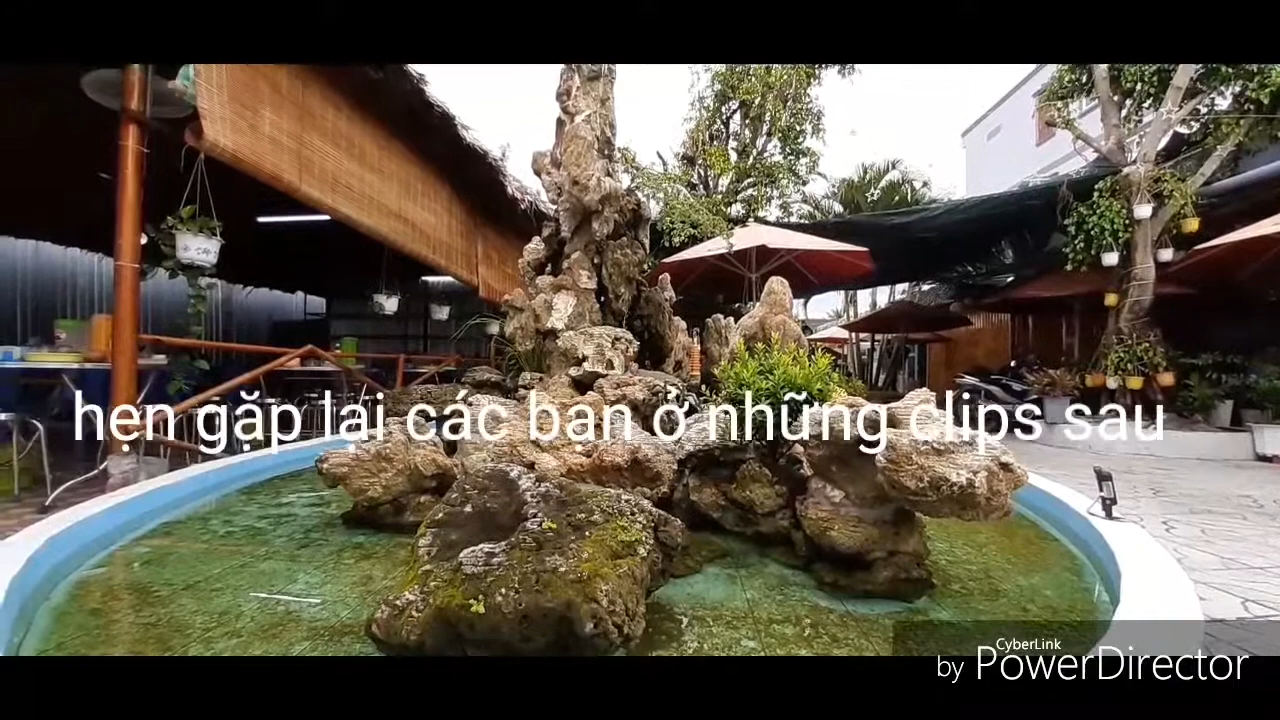 hẹn gặp lại các bạn ở những clips sau
CyberLink
by PowerDirector